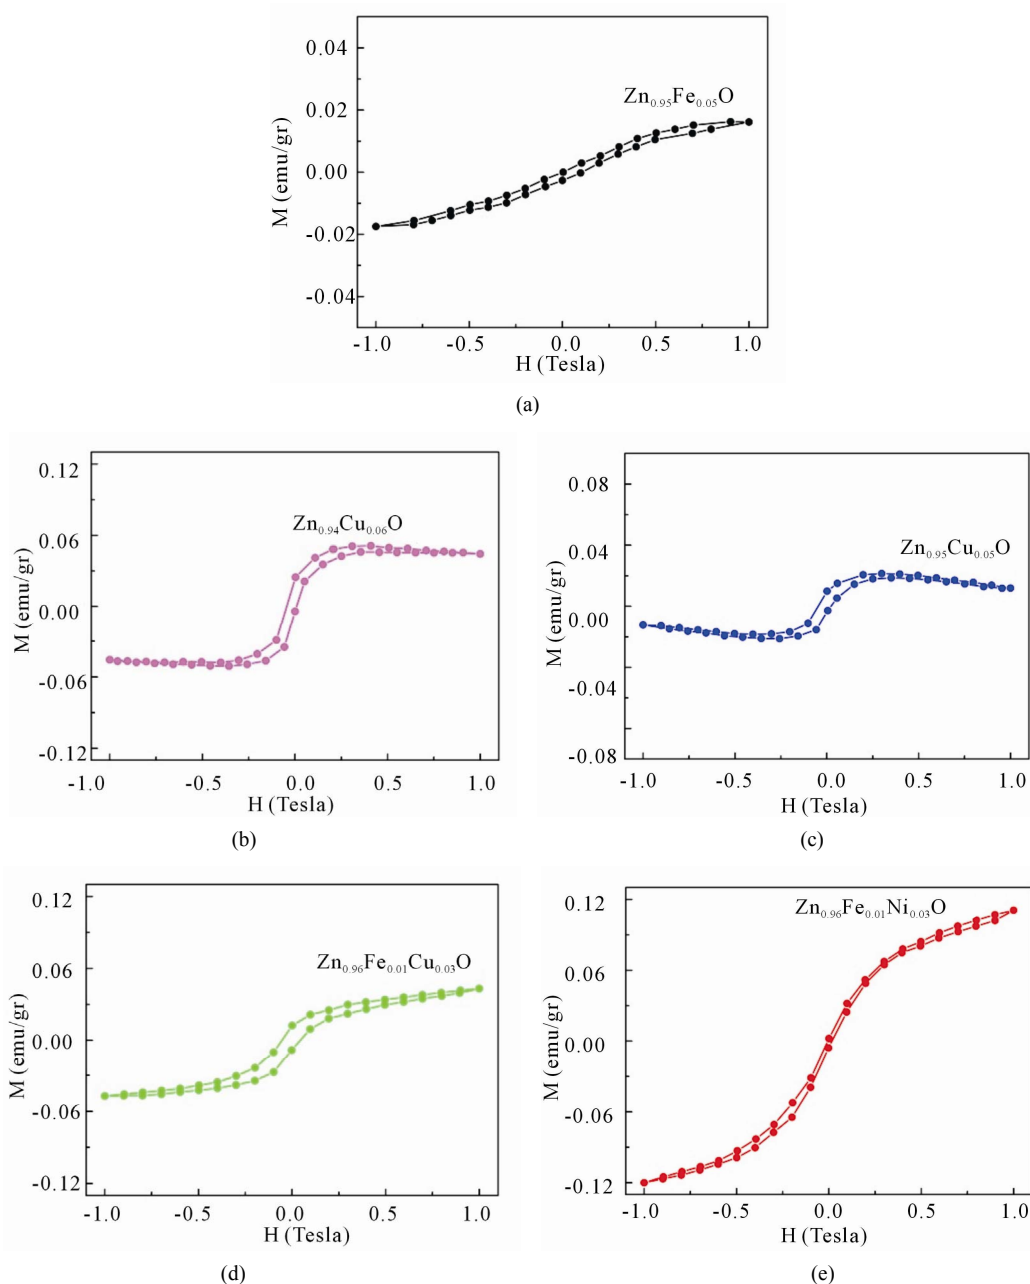 0.04
Zn0.95Fe0.05O
0.02
0.00
M (emu/gr)
-0.02
-0.04
-1.0 -0.5 0.0 0.5 1.0
H (Tesla)
(a)
0.12
Zn0.94Cu0.06O
0.06
0.00
M (emu/gr)
-0.06
-0.12
-1.0 -0.5 0.0 0.5 1.0
H (Tesla)
(b)
0.08
Zn0.95Cu0.05O
0.04
0.00
M (emu/gr)
-0.04
-0.08
-1.0 -0.5 0.0 0.5 1.0
H (Tesla)
(c)
0.12
Zn0.96Fe0.01Cu0.03O
0.06
0.00
M (emu/gr)
-0.06
-0.12
-1.0 -0.5 0.0 0.5 1.0
H (Tesla)
(d)
0.12
Zn0.96Fe0.01Ni0.03O
0.06
0.00
M (emu/gr)
-0.06
-0.12
-1.0 -0.5 0.0 0.5 1.0
H (Tesla)
(e)